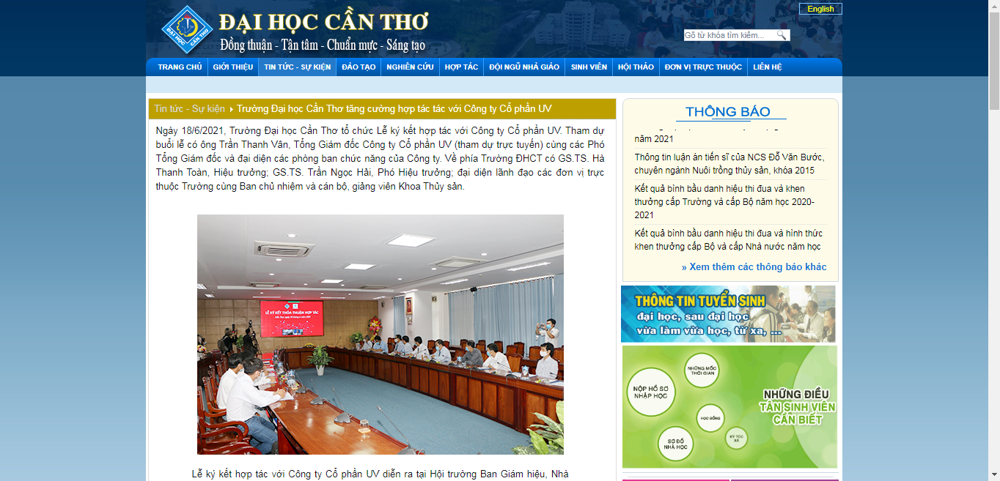 English
ĐẠI HỌC CẦN THƠ
ĐẠI HỌC CẦN THƠ
Đồng thuận - Tận tâm - Chuẩn mực - Sáng tạo
Gõ từ khóa tìm kiếm...
TRANG CHỦ GIỚI THIỆU TIN TỨC - SỰ KIỆN ĐÀO TẠO NGHIÊN CỨU HỢP TÁC ĐỘI NGŨ NHÀ GIÁO SINH VIÊN HỘI THẢO ĐƠN VỊ TRỰC THUỘC LIÊN HỆ
Tin tức - Sự kiện Trường Đại học Cần Thơ tăng cường hợp tác tác với Công ty Cổ phần UV
Ngày 18/6/2021, Trường Đại học Cần Thơ tổ chức Lễ ký kết hợp tác với Công ty Cổ phần UV. Tham dự
buổi lễ có ông Trần Thanh Vân, Tổng Giám đốc Công ty Cổ phần UV (tham dự trực tuyến) cùng các Phó
Tổng Giám đốc và đại diện các phòng ban chức năng của Công ty. Về phía Trường ĐHCT có GS.TS. Hà
Thanh Toàn, Hiệu trưởng; GS.TS. Trần Ngọc Hải, Phó Hiệu trưởng; đại diện lãnh đạo các đơn vị trực
thuộc Trường cùng Ban chủ nhiệm và cán bộ, giảng viên Khoa Thủy sản.
LỄ KÝ KẾT THỎA THUẬN HỢP TÁC
Lễ ký kết hợp tác với Công ty Cổ phần UV diễn ra tại Hội trường Ban Giám hiệu, Nhà
THÔNG BÁO
năm 2021
Thông tin luận án tiến sĩ của NCS Đỗ Văn Bước,
chuyên ngành Nuôi trồng thủy sản, khóa 2015
Kết quả bình bầu danh hiệu thi đua và khen
thưởng cấp Trường và cấp Bộ năm học 2020-
2021
Kết quả bình bầu danh hiệu thi đua và hình thức
khen thưởng cấp Bộ và cấp Nhà nước năm học
» Xem thêm các thông báo khác
THÔNG TIN TUYỂN SINH
đại học, sau đại học
vừa làm vừa học, từ xa, ...
NHỮNG MỐC
THỜI GIAN
NỘP HỒ SƠ
NHẬP HỌC
HỌC BỔNG
KÝ TÚC
XÁ
SƠ ĐỒ
NHÀ HỌC
NHỮNG ĐIỀU
TÂN SINH VIÊN
CẦN BIẾT